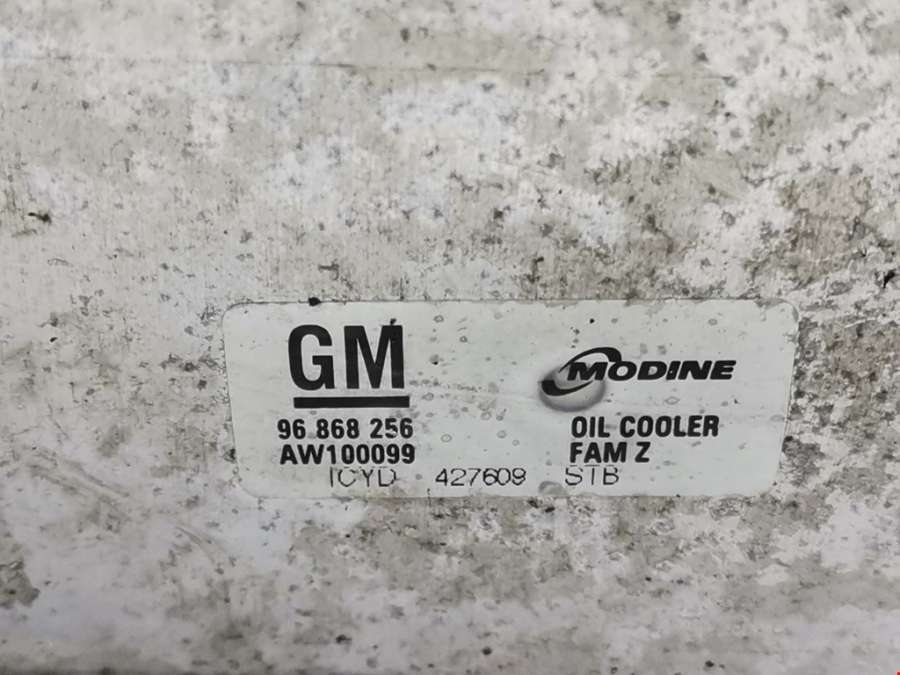 GM
MODINE
96 868 256
OIL COOLER
AW100099
FAM Z
ICYD 427609 STB